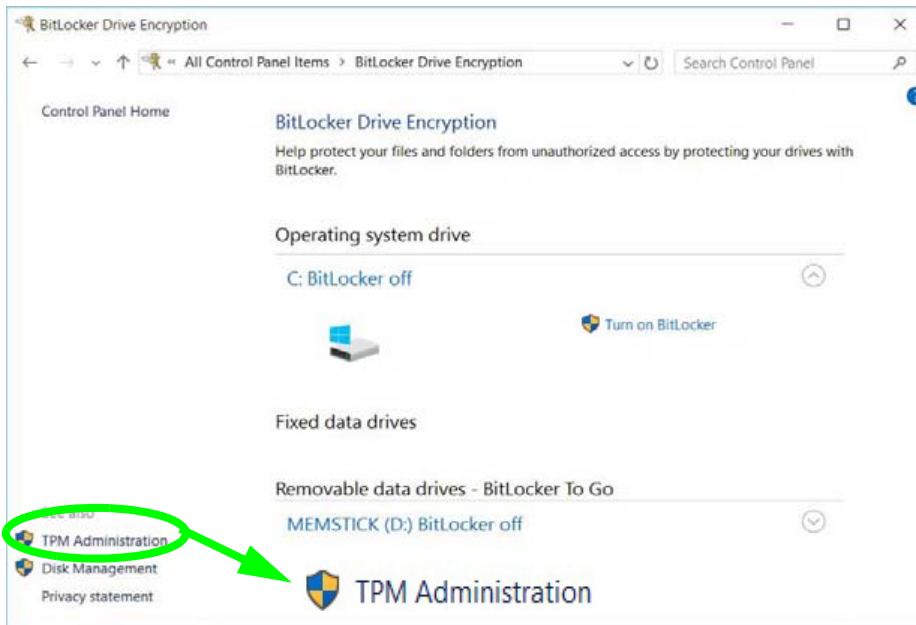 BitLocker Drive Encryption
« All Control Panel Items > BitLocker Drive Encryption
Search Control Panel
Control Panel Home
BitLocker Drive Encryption
Help protect your files and folders from unauthorized access by protecting your drives with
BitLocker.
Operating system drive
C: BitLocker off
Turn on BitLocker
Fixed data drives
Removable data drives - BitLocker To Go
MEMSTICK (D:) BitLocker off
See also
TPM Administration
Disk Management
Privacy statement
TPM Administration